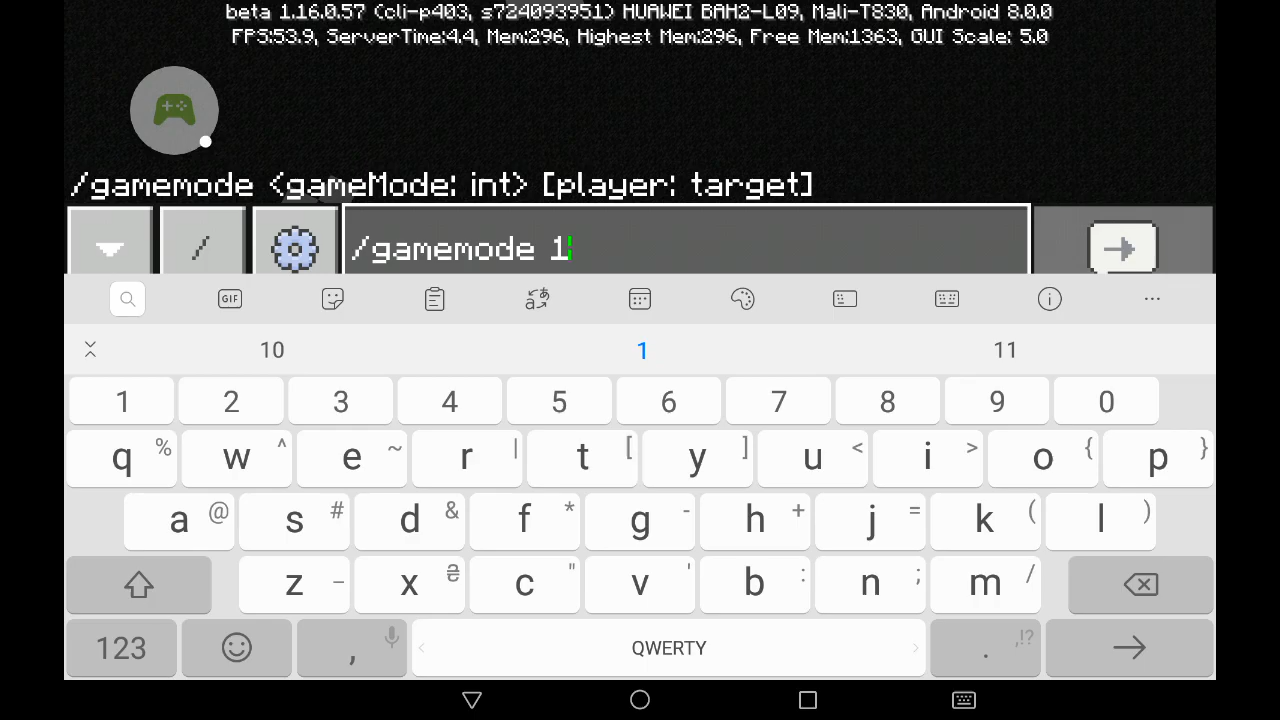 beta 1.16.0.57 (cli-p403, s724093951) HUAWEI BAH2-L09, Mali-T830, Android 8.0.0
FPS:53.9, ServerTime:4.4, Mem:296, Highest Mem:296, Free Mem:1363, GUI Scale: 5.0
/gamemode <gameMode: int> [player: target]
/ /gamemode 1
GIF
10 1 11
1 2 3 4 5 6 7 8 9 0
q % w ^ e ~ r | t [ y ] u < i > o { p }
a @ s # d & f * g - h + j = k ( l )
z _ x ₴ c " v ' b : n ; m /
123 , QWERTY . ,!?